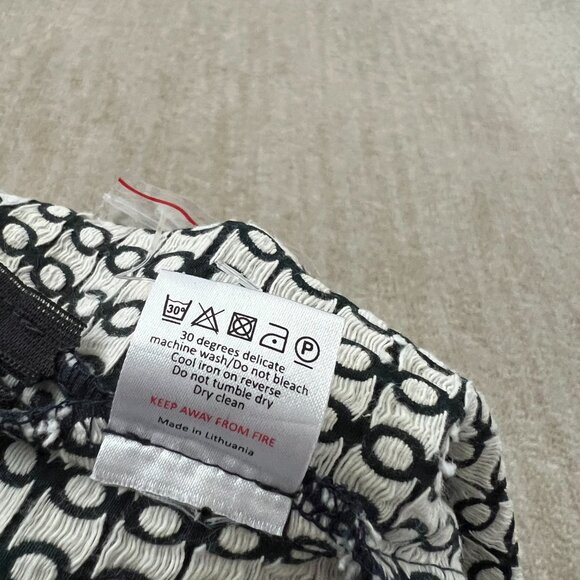 30° P
30 degrees delicate
machine wash/Do not bleach
Cool iron on reverse
Do not tumble dry
Dry clean
KEEP AWAY FROM FIRE
Made in Lithuania